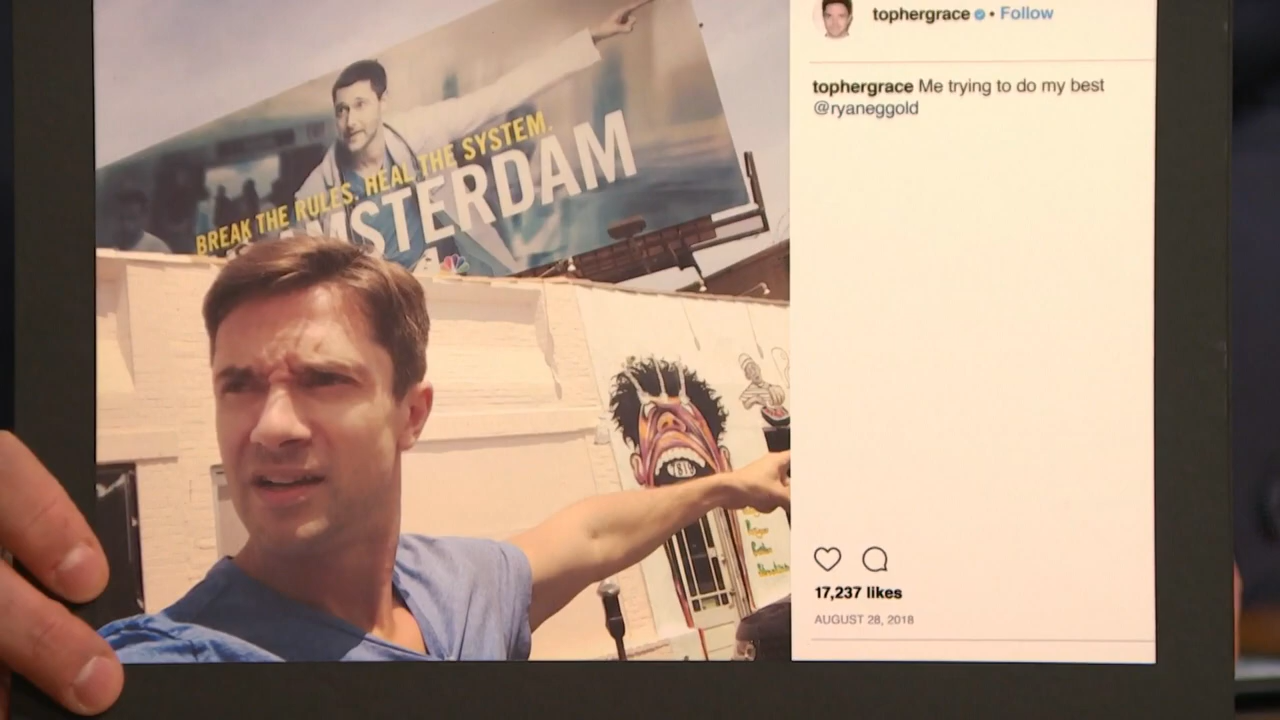 tophergrace • Follow
tophergrace Me trying to do my best
@ryaneggold
BREAK THE RULES. HEAL THE SYSTEM.
AMSTERDAM
7819
17,237 likes
AUGUST 28, 2018